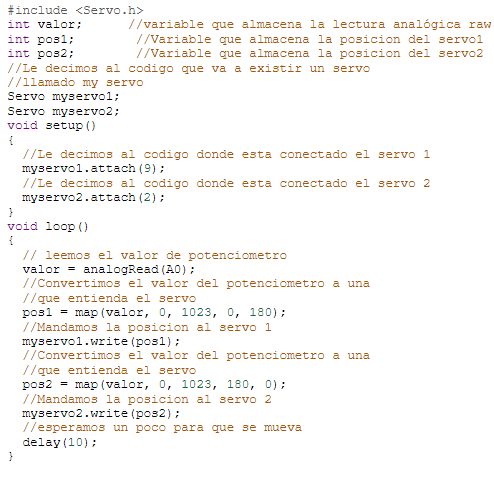 #include <Servo.h>
int valor;      //variable que almacena la lectura analógica raw
int pos1;        //Variable que almacena la posicion del servo1
int pos2;        //Variable que almacena la posicion del servo2
//Le decimos al codigo que va a existir un servo
//llamado my servo
Servo myservo1;
Servo myservo2;
void setup()
{
  //Le decimos al codigo donde esta conectado el servo 1
  myservo1.attach(9);
  //Le decimos al codigo donde esta conectado el servo 2
  myservo2.attach(2);
}
void loop()
{
  // leemos el valor de potenciometro
  valor = analogRead(A0);
  //Convertimos el valor del potenciometro a una
  //que entienda el servo
  pos1 = map(valor, 0, 1023, 0, 180);
  //Mandamos la posicion al servo 1
  myservo1.write(pos1);
  //Convertimos el valor del potenciometro a una
  //que entienda el servo
  pos2 = map(valor, 0, 1023, 180, 0);
  //Mandamos la posicion al servo 2
  myservo2.write(pos2);
  //esperamos un poco para que se mueva
  delay(10);
}